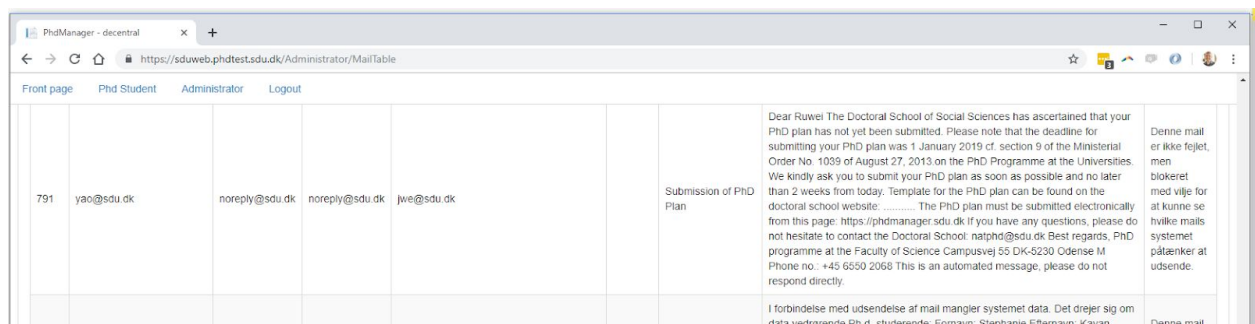 PhdManager - decentral
https://sduweb.phdtest.sdu.dk/Administrator/MailTable
3
Front page Phd Student Administrator Logout
791
yao@sdu.dk
noreply@sdu.dk
noreply@sdu.dk
jwe@sdu.dk
Submission of PhD
Plan
Dear Ruwei The Doctoral School of Social Sciences has ascertained that your
PhD plan has not yet been submitted. Please note that the deadline for
submitting your PhD plan was 1 January 2019 cf. section 9 of the Ministerial
Order No. 1039 of August 27, 2013.on the PhD Programme at the Universities.
We kindly ask you to submit your PhD plan as soon as possible and no later
than 2 weeks from today. Template for the PhD plan can be found on the
doctoral school website: ........... The PhD plan must be submitted electronically
from this page: https://phdmanager.sdu.dk If you have any questions, please do
not hesitate to contact the Doctoral School: natphd@sdu.dk Best regards, PhD
programme at the Faculty of Science Campusvej 55 DK-5230 Odense M
Phone no.: +45 6550 2068 This is an automated message, please do not
respond directly.
Denne mail
er ikke fejlet,
men
blokeret
med vilje for
at kunne se
hvilke mails
systemet
påtænker at
udsende.
I forbindelse med udsendelse af mail mangler systemet data. Det drejer sig om
data vedrørende Ph.d. studerende: Fornavn: Stephanie Efternavn: Kayan
Denne mail